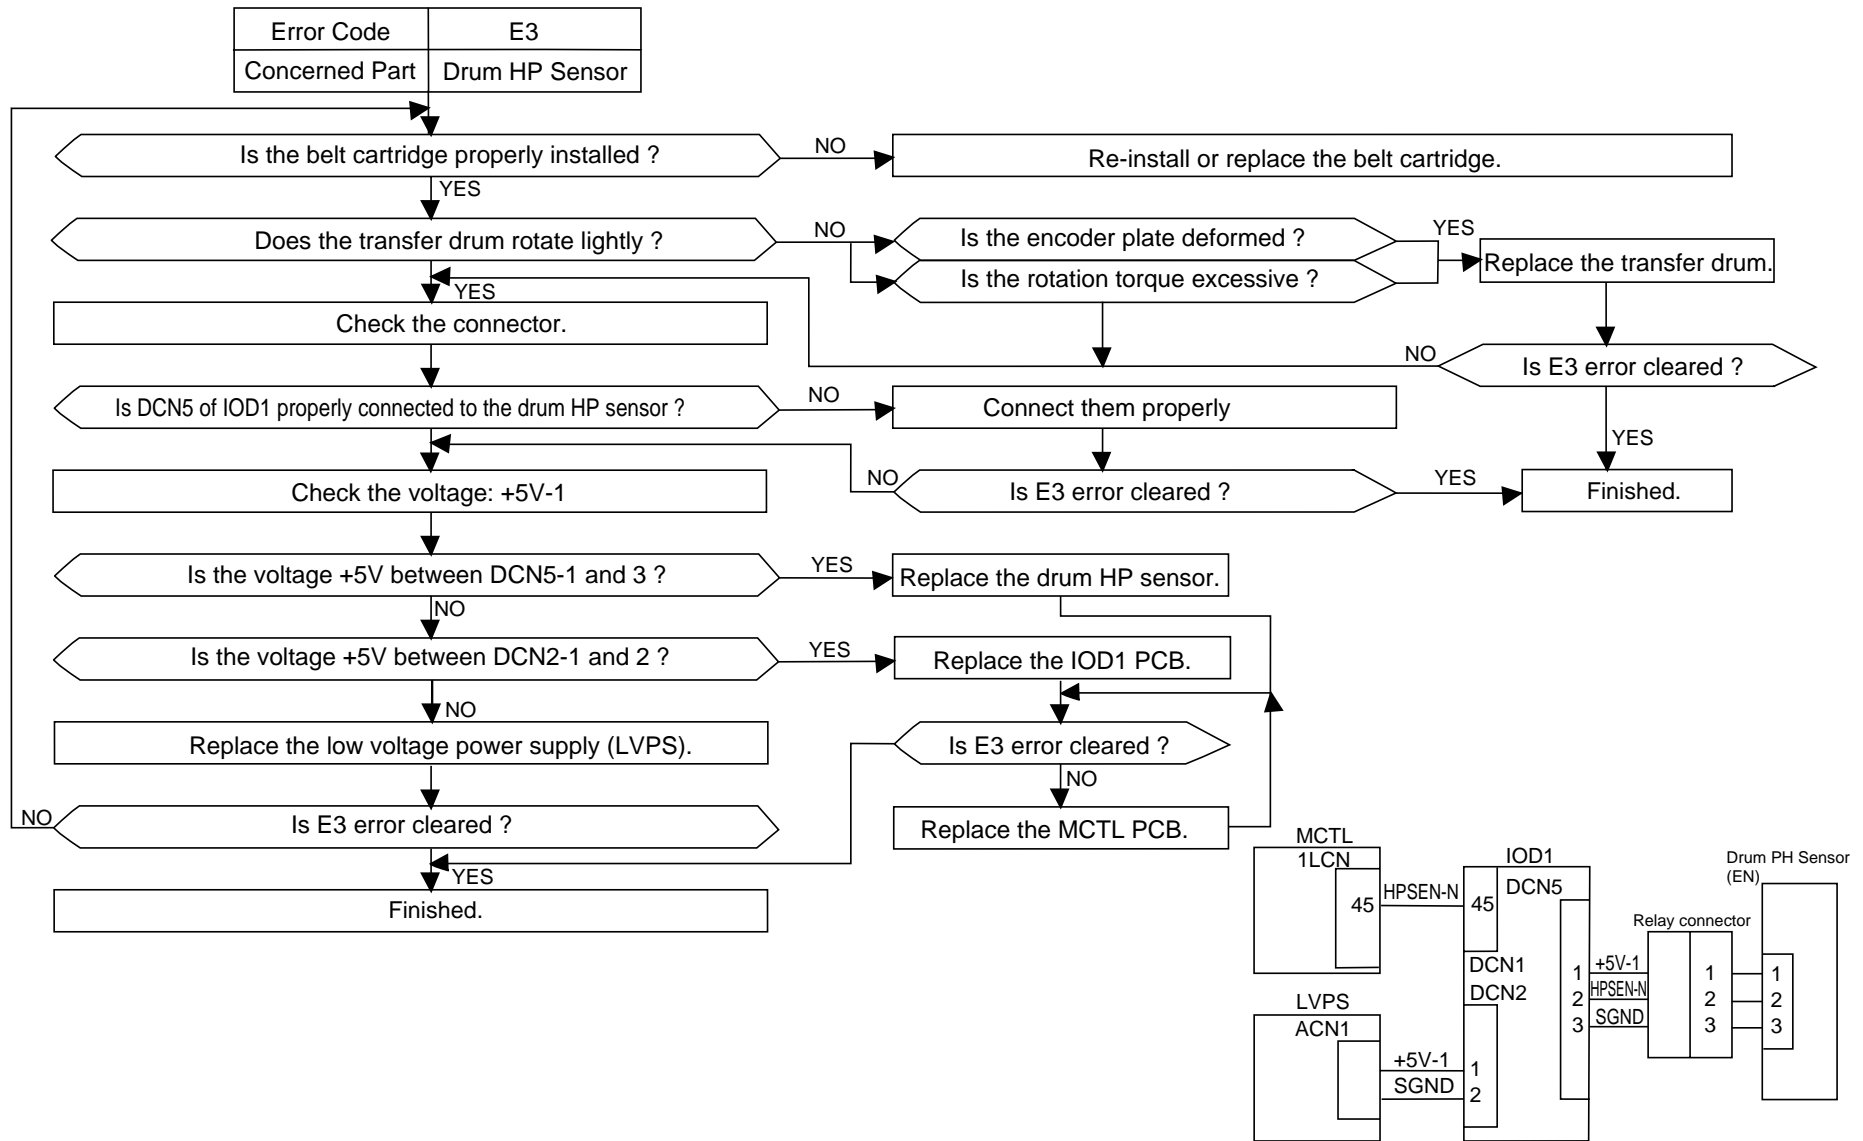 Error Code E3
Concerned Part Drum HP Sensor
Is the belt cartridge properly installed ?
NO
Re-install or replace the belt cartridge.
YES
Does the transfer drum rotate lightly ?
NO
Is the encoder plate deformed ?
YES
Is the rotation torque excessive ?
Replace the transfer drum.
YES
Check the connector.
NO
Is E3 error cleared ?
Is DCN5 of IOD1 properly connected to the drum HP sensor ?
NO
Connect them properly
YES
Check the voltage: +5V-1
NO
Is E3 error cleared ?
YES
Finished.
Is the voltage +5V between DCN5-1 and 3 ?
YES
Replace the drum HP sensor.
NO
Is the voltage +5V between DCN2-1 and 2 ?
YES
Replace the IOD1 PCB.
NO
Replace the low voltage power supply (LVPS).
Is E3 error cleared ?
NO
NO
Is E3 error cleared ?
Replace the MCTL PCB.
YES
Finished.
MCTL
1LCN
45
HPSEN-N
IOD1
45
DCN5
DCN1
DCN2
Drum PH Sensor
(EN)
Relay connector
1 +5V-1 1 1
2 HPSEN-N 2 2
3 SGND 3 3
LVPS
ACN1
+5V-1 1
SGND 2